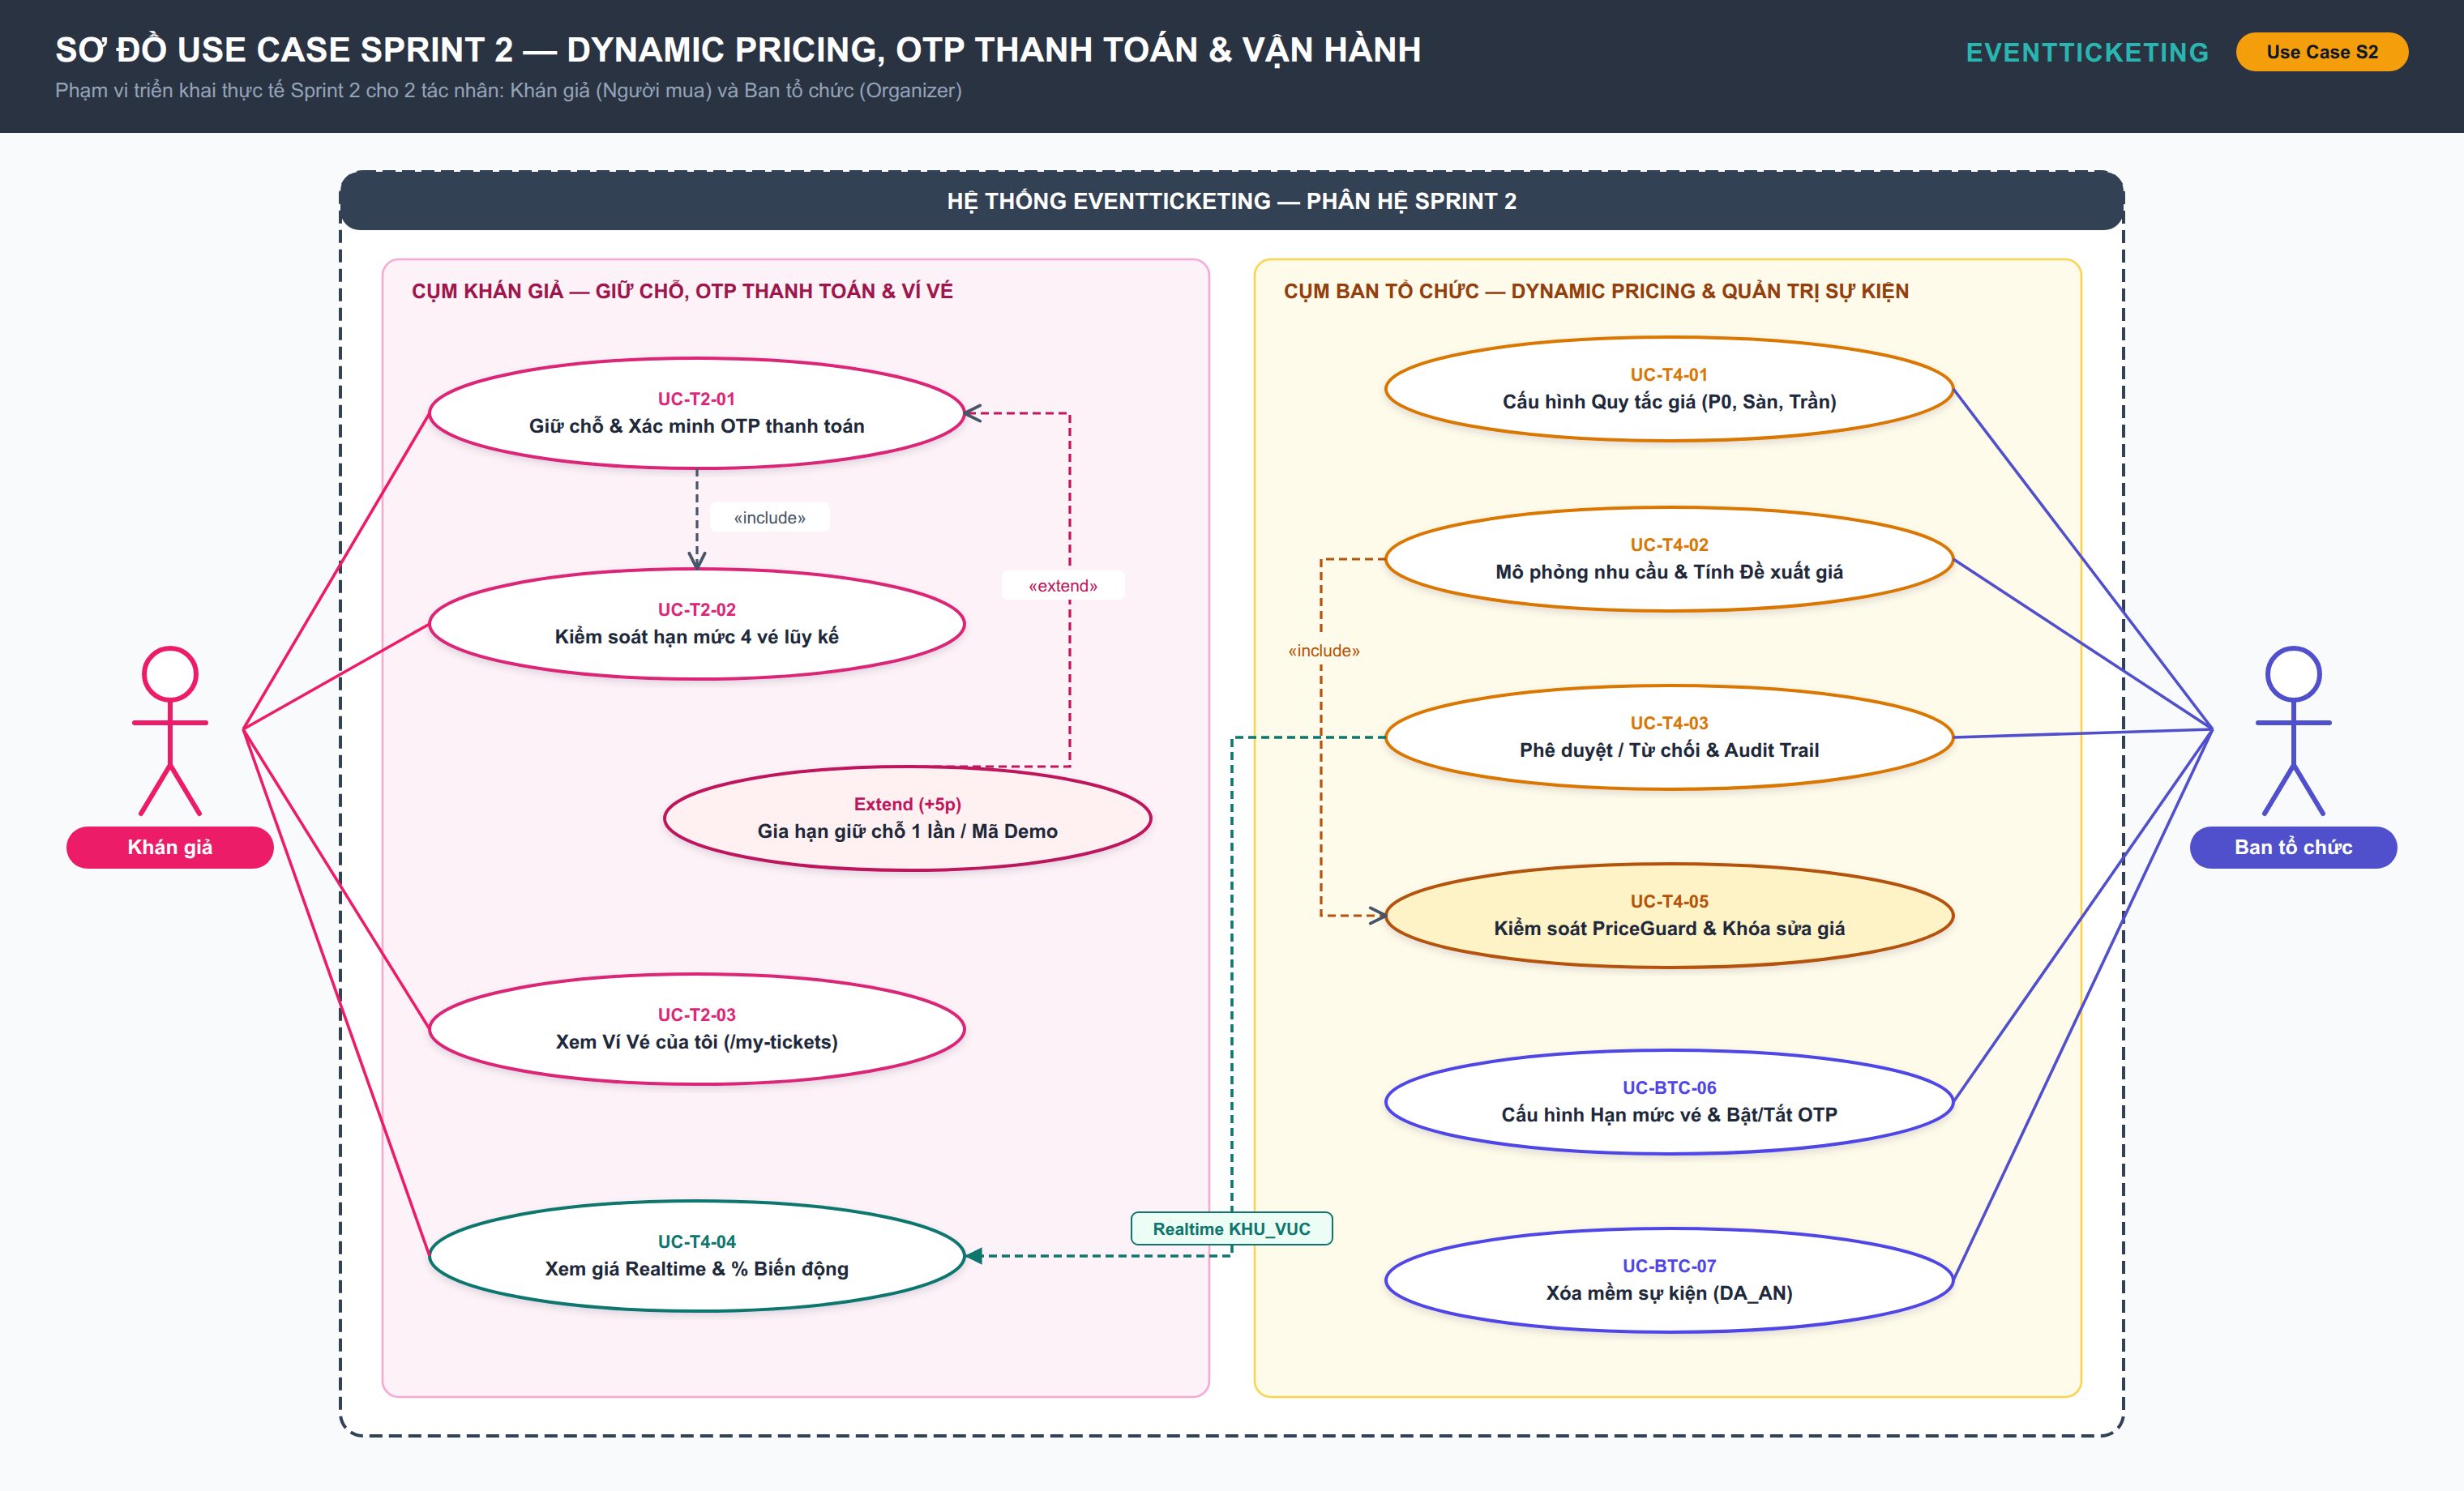 SƠ ĐỒ USE CASE SPRINT 2 — DYNAMIC PRICING, OTP THANH TOÁN & VẬN HÀNH
Phạm vi triển khai thực tế Sprint 2 cho 2 tác nhân: Khán giả (Người mua) và Ban tổ chức (Organizer)
EVENTTICKETING
Use Case S2
HỆ THỐNG EVENTTICKETING — PHÂN HỆ SPRINT 2
CỤM KHÁN GIẢ — GIỮ CHỖ, OTP THANH TOÁN & VÍ VÉ
UC-T2-01
Giữ chỗ & Xác minh OTP thanh toán
«include»
«extend»
UC-T2-02
Kiểm soát hạn mức 4 vé lũy kế
Extend (+5p)
Gia hạn giữ chỗ 1 lần / Mã Demo
UC-T2-03
Xem Ví Vé của tôi (/my-tickets)
UC-T4-04
Xem giá Realtime & % Biến động
Khán giả
Realtime KHU_VUC
CỤM BAN TỔ CHỨC — DYNAMIC PRICING & QUẢN TRỊ SỰ KIỆN
UC-T4-01
Cấu hình Quy tắc giá (P0, Sàn, Trần)
UC-T4-02
Mô phỏng nhu cầu & Tính Đề xuất giá
«include»
UC-T4-03
Phê duyệt / Từ chối & Audit Trail
UC-T4-05
Kiểm soát PriceGuard & Khóa sửa giá
UC-BTC-06
Cấu hình Hạn mức vé & Bật/Tắt OTP
UC-BTC-07
Xóa mềm sự kiện (DA_AN)
Ban tổ chức